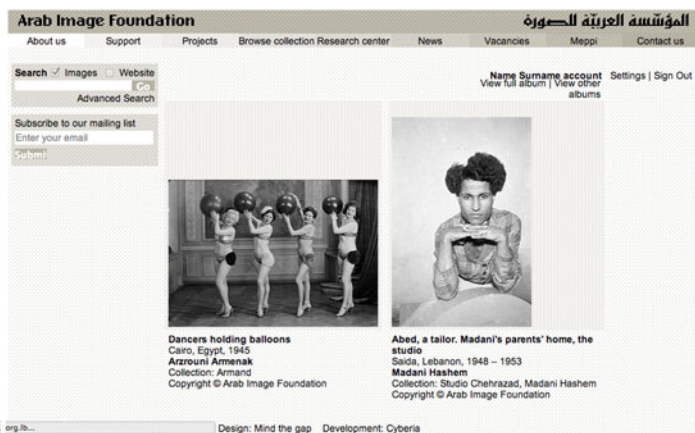 Arab Image Foundation
المؤسّسة العربيّة للصورة
About us Support Projects Browse collection Research center News Vacancies Meppi Contact us
Search Images Website
Go
Advanced Search
Subscribe to our mailing list
Enter your email
Submit
Name Surname account Settings | Sign Out
View full album | View other
albums
Dancers holding balloons
Cairo, Egypt, 1945
Arzrouni Armenak
Collection: Armand
Copyright © Arab Image Foundation
Abed, a tailor. Madani's parents' home, the
studio
Saida, Lebanon, 1948 – 1953
Madani Hashem
Collection: Studio Chehrazad, Madani Hashem
Copyright © Arab Image Foundation
org.lb...
Design: Mind the gap Development: Cyberia